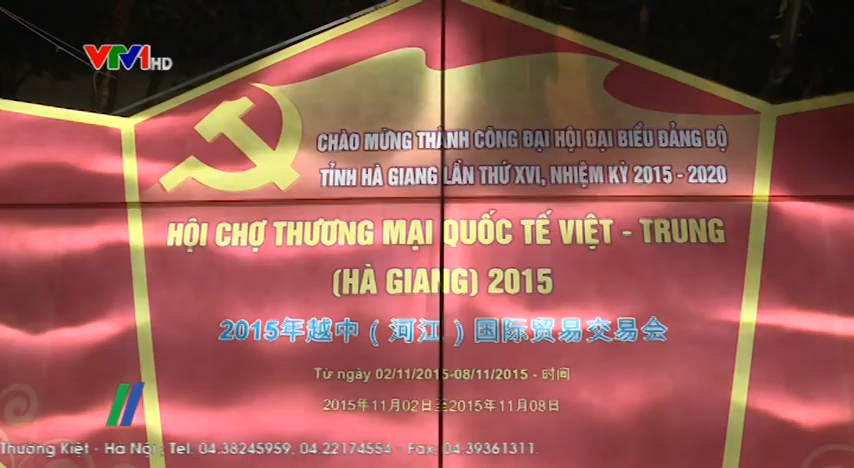 VTV1 HD
CHÀO MỪNG THÀNH CÔNG ĐẠI HỘI ĐẠI BIỂU ĐẢNG BỘ
TỈNH HÀ GIANG LẦN THỨ XVI, NHIỆM KỲ 2015 - 2020
HỘI CHỢ THƯƠNG MẠI QUỐC TẾ VIỆT - TRUNG
(HÀ GIANG) 2015
2015年越中（河江）国际贸易交易会
Từ ngày 02/11/2015-08/11/2015 - 时间
2015年11月02日至2015年11月08日
Thường Kiệt - Hà Nội; Tel. 04.38245959, 04.22174554 - Fax: 04.39361311.